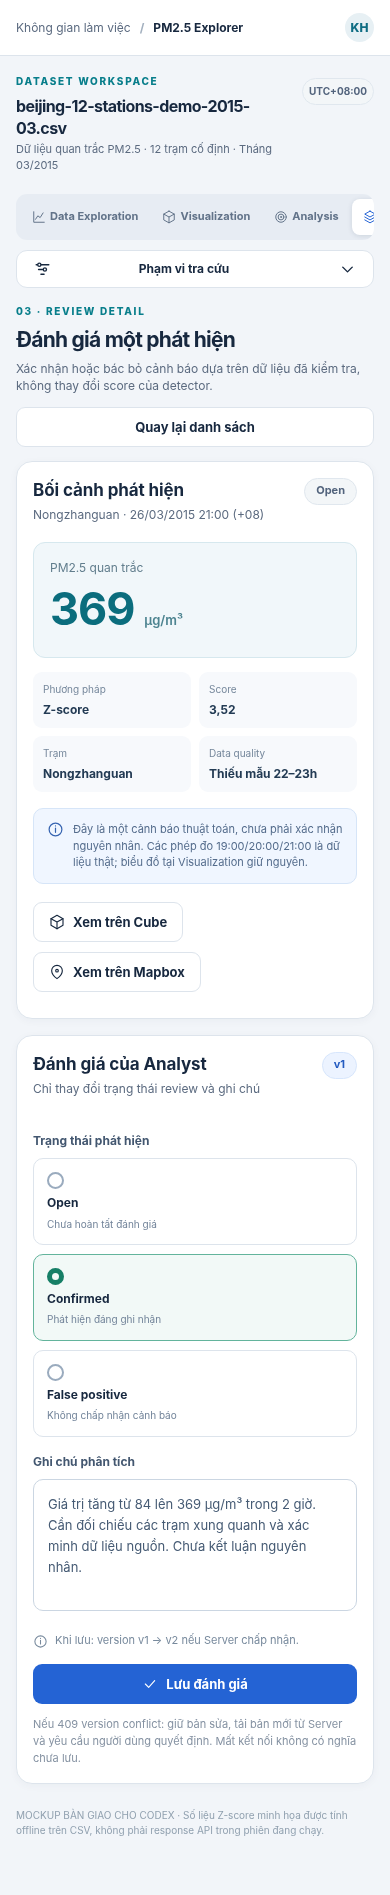 Không gian làm việc / PM2.5 Explorer
KH
DATASET WORKSPACE
beijing-12-stations-demo-2015-
03.csv
UTC+08:00
Dữ liệu quan trắc PM2.5 · 12 trạm cố định · Tháng
03/2015
Data Exploration
Visualization
Analysis
Phạm vi tra cứu
03 · REVIEW DETAIL
Đánh giá một phát hiện
Xác nhận hoặc bác bỏ cảnh báo dựa trên dữ liệu đã kiểm tra,
không thay đổi score của detector.
Quay lại danh sách
Bối cảnh phát hiện
Open
Nongzhanguan · 26/03/2015 21:00 (+08)
PM2.5 quan trắc
369 µg/m³
Phương pháp
Z-score
Score
3,52
Trạm
Nongzhanguan
Data quality
Thiếu mẫu 22–23h
Đây là một cảnh báo thuật toán, chưa phải xác nhận
nguyên nhân. Các phép đo 19:00/20:00/21:00 là dữ
liệu thật; biểu đồ tại Visualization giữ nguyên.
Xem trên Cube
Xem trên Mapbox
Đánh giá của Analyst
v1
Chỉ thay đổi trạng thái review và ghi chú
Trạng thái phát hiện
Open
Chưa hoàn tất đánh giá
Confirmed
Phát hiện đáng ghi nhận
False positive
Không chấp nhận cảnh báo
Ghi chú phân tích
Giá trị tăng từ 84 lên 369 µg/m³ trong 2 giờ.
Cần đối chiếu các trạm xung quanh và xác
minh dữ liệu nguồn. Chưa kết luận nguyên
nhân.
Khi lưu: version v1 → v2 nếu Server chấp nhận.
Lưu đánh giá
Nếu 409 version conflict: giữ bản sửa, tải bản mới từ Server
và yêu cầu người dùng quyết định. Mất kết nối không có nghĩa
chưa lưu.
MOCKUP BÀN GIAO CHO CODEX · Số liệu Z-score minh họa được tính
offline trên CSV, không phải response API trong phiên đang chạy.